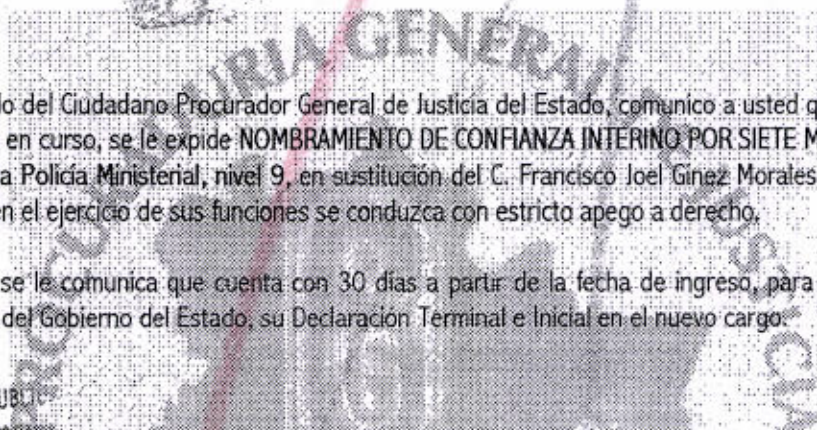 PROCURADURIA GENERAL DE JUSTICIA
lo del Ciudadano Procurador General de Justicia del Estado, comunico a usted q
en curso, se le expide NOMBRAMIENTO DE CONFIANZA INTERINO POR SIETE M
a Policía Ministerial, nivel 9, en sustitución del C. Francisco Joel Ginez Morales
en el ejercicio de sus funciones se conduzca con estricto apego a derecho.
se le comunica que cuenta con 30 días a partir de la fecha de ingreso, para
del Gobierno del Estado, su Declaración Terminal e Inicial en el nuevo cargo.